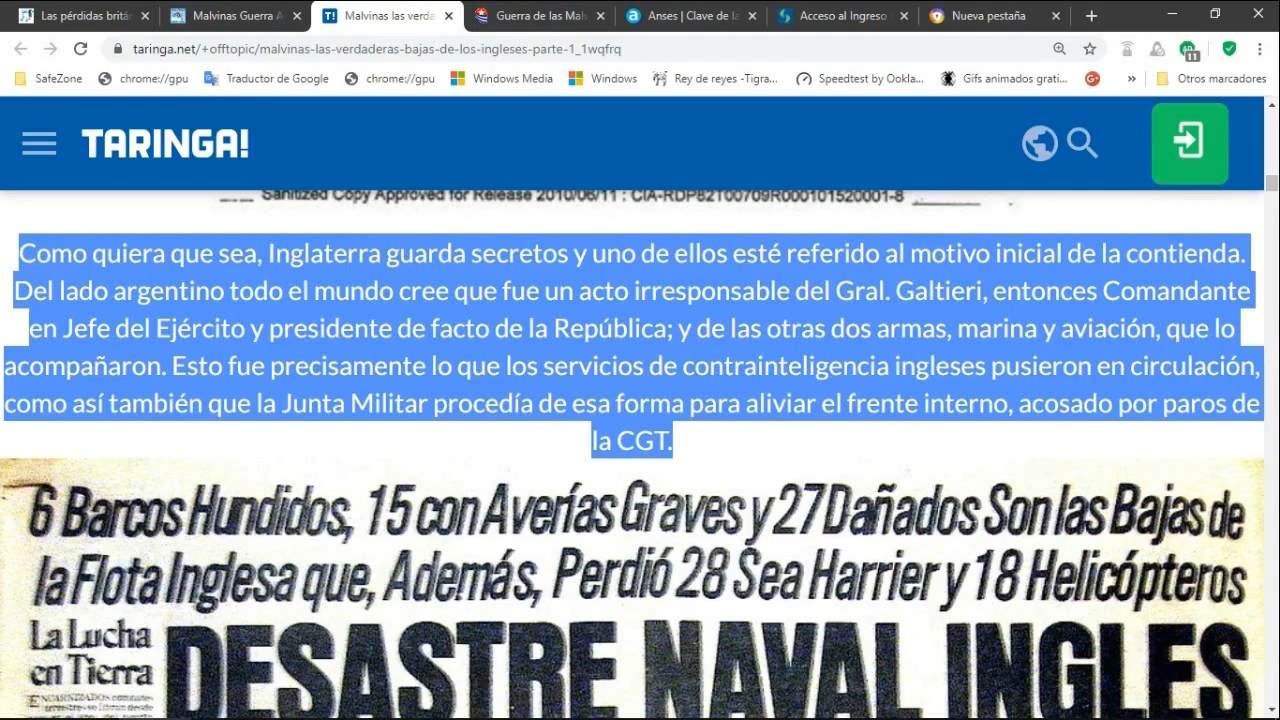 Las pérdidas britár
Malvinas Guerra A
Malvinas las verda
Guerra de las Mal
Anses | Clave de la
Acceso al Ingreso
Nueva pestaña
taringa.net/+offtopic/malvinas-las-verdaderas-bajas-de-los-ingleses-parte-1_1wqfrq
11
SafeZone
chrome://gpu
Traductor de Google
chrome://gpu
Windows Media
Windows
Rey de reyes -Tigra...
Speedtest by Ookla...
Gifs animados grati...
»
Otros marcadores
TARINGA!
Sanitized Copy Approved for Release 2010/06/11 : CIA-RDP82T00709R000101520001-8
Como quiera que sea, Inglaterra guarda secretos y uno de ellos esté referido al motivo inicial de la contienda.
Del lado argentino todo el mundo cree que fue un acto irresponsable del Gral. Galtieri, entonces Comandante
en Jefe del Ejército y presidente de facto de la República; y de las otras dos armas, marina y aviación, que lo
acompañaron. Esto fue precisamente lo que los servicios de contrainteligencia ingleses pusieron en circulación,
como así también que la Junta Militar procedía de esa forma para aliviar el frente interno, acosado por paros de
la CGT.
6 Barcos Hundidos, 15 con Averías Graves y 27 Dañados Son las Bajas de
la Flota Inglesa que, Además, Perdió 28 Sea Harrier y 18 Helicópteros
La Lucha
en Tierra
DESASTRE NAVAL INGLES